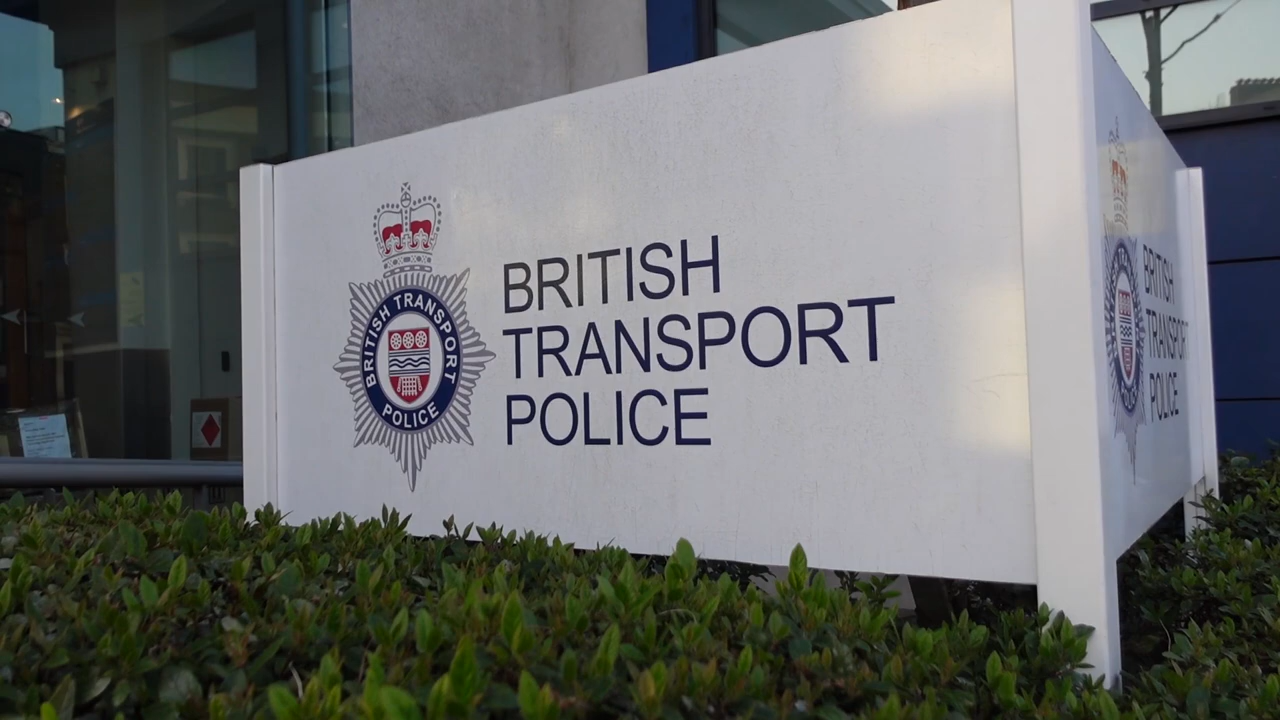 BRITISH TRANSPORT
POLICE
BRITISH
TRANSPORT
POLICE
BRITISH
TRANSPORT
POLICE